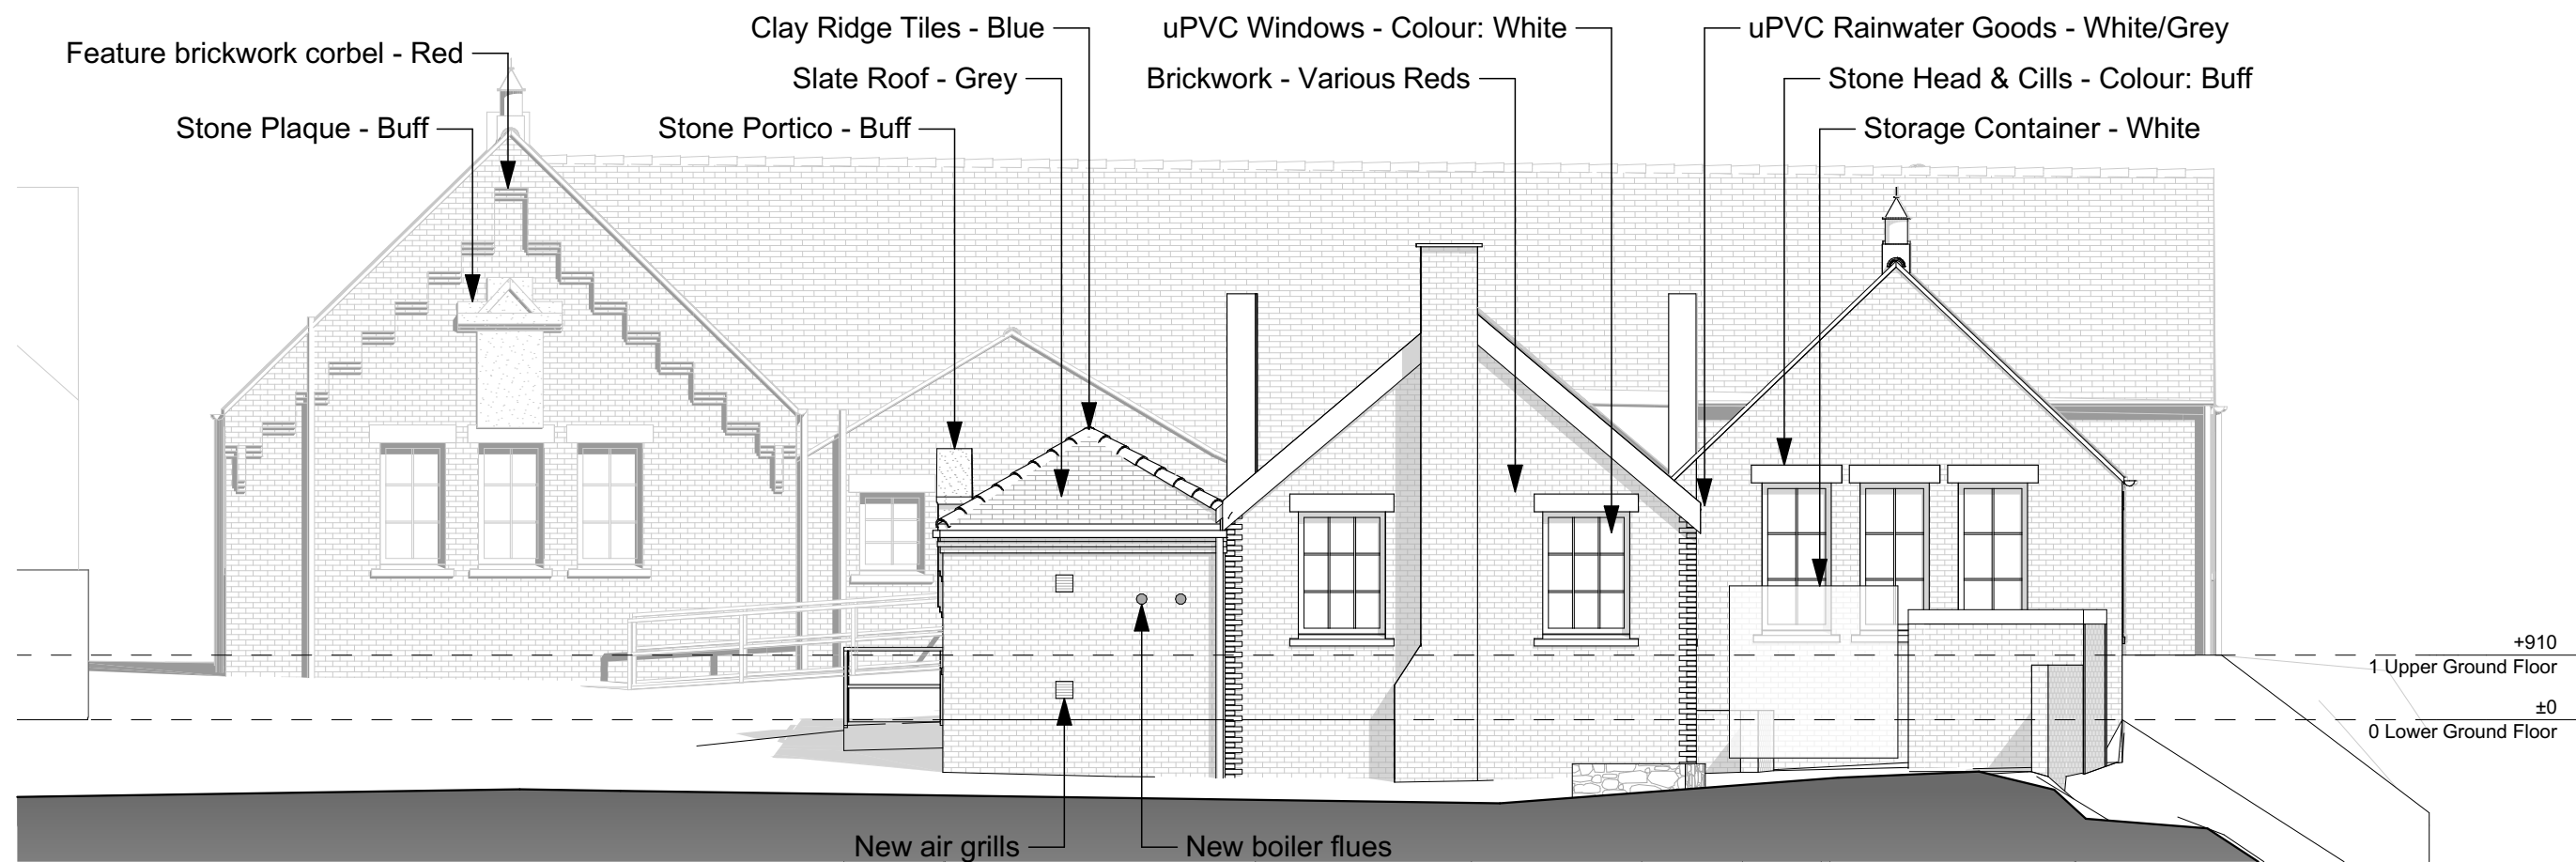 Clay Ridge Tiles - Blue
uPVC Windows - Colour: White
uPVC Rainwater Goods - White/Grey
Feature brickwork corbel - Red
Slate Roof - Grey
Brickwork - Various Reds
Stone Head & Cills - Colour: Buff
Stone Plaque - Buff
Stone Portico - Buff
Storage Container - White
+910
1 Upper Ground Floor
±0
0 Lower Ground Floor
New air grills
New boiler flues